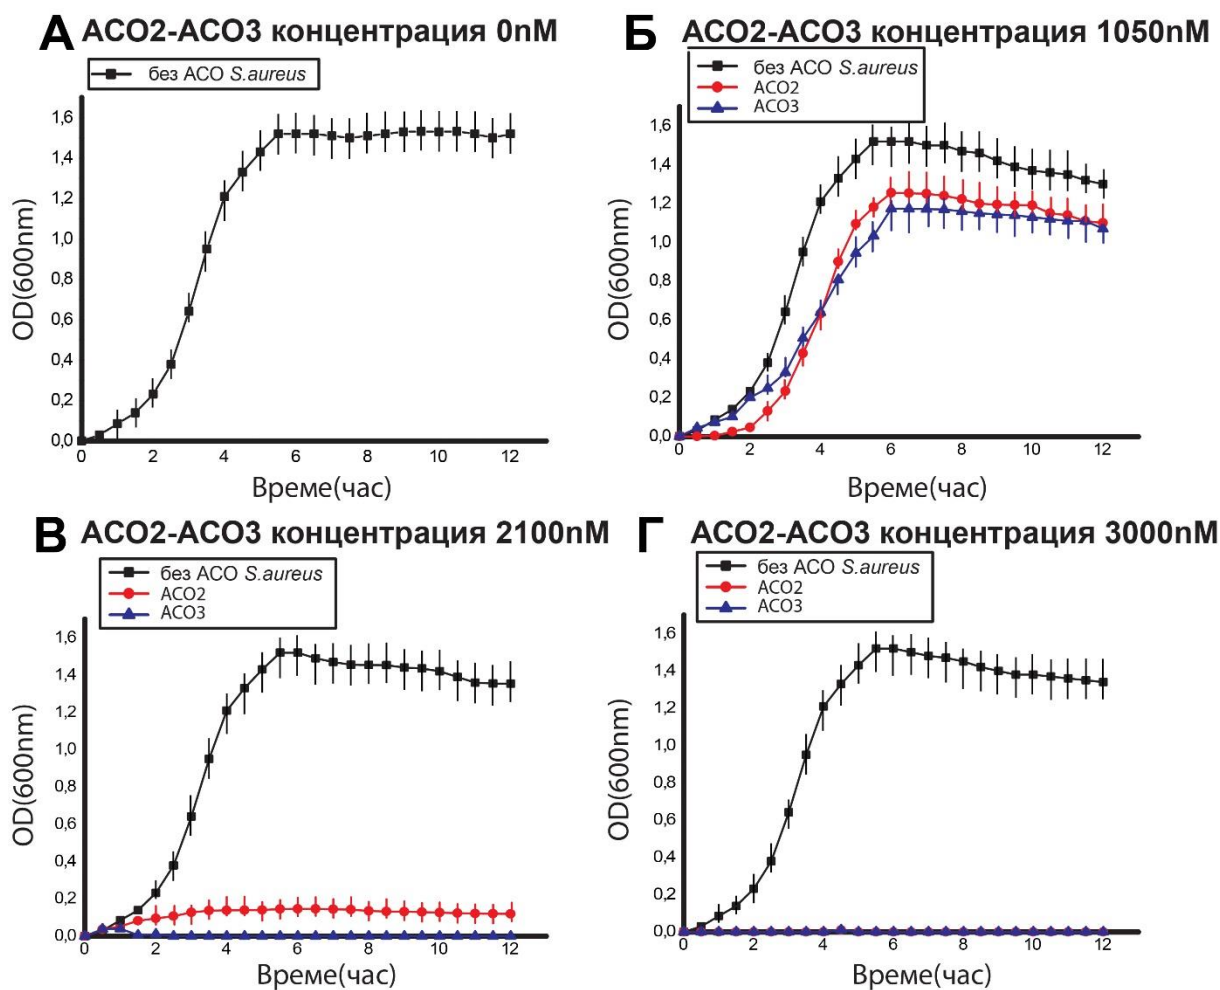 А
ACO2-ACO3 концентрация 0nM
без ACO S.aureus
OD(600nm)
1,6
1,4
1,2
1,0
0,8
0,6
0,4
0,2
0,0
0 2 4 6 8 10 12
Време(час)
Б
ACO2-ACO3 концентрация 1050nM
без ACO S.aureus
ACO2
ACO3
OD(600nm)
1,6
1,4
1,2
1,0
0,8
0,6
0,4
0,2
0,0
0 2 4 6 8 10 12
Време(час)
В
ACO2-ACO3 концентрация 2100nM
без ACO S.aureus
ACO2
ACO3
OD(600nm)
1,6
1,4
1,2
1,0
0,8
0,6
0,4
0,2
0,0
0 2 4 6 8 10 12
Време(час)
Г
ACO2-ACO3 концентрация 3000nM
без ACO S.aureus
ACO2
ACO3
OD(600nm)
1,6
1,4
1,2
1,0
0,8
0,6
0,4
0,2
0,0
0 2 4 6 8 10 12
Време(час)